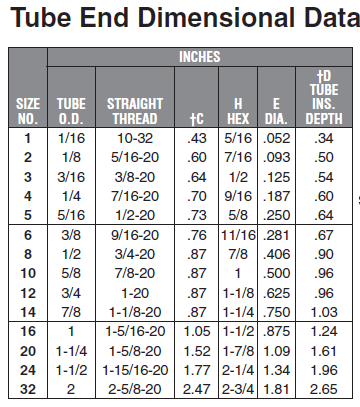 Tube End Dimensional Data
INCHES
SIZE NO. TUBE O.D. STRAIGHT THREAD †C H HEX E DIA. †D TUBE INS. DEPTH
1 1/16 10-32 .43 5/16 .052 .34
2 1/8 5/16-20 .60 7/16 .093 .50
3 3/16 3/8-20 .64 1/2 .125 .54
4 1/4 7/16-20 .70 9/16 .187 .60
5 5/16 1/2-20 .73 5/8 .250 .64
6 3/8 9/16-20 .76 11/16 .281 .67
8 1/2 3/4-20 .87 7/8 .406 .90
10 5/8 7/8-20 .87 1 .500 .96
12 3/4 1-20 .87 1-1/8 .625 .96
14 7/8 1-1/8-20 .87 1-1/4 .750 1.03
16 1 1-5/16-20 1.05 1-1/2 .875 1.24
20 1-1/4 1-5/8-20 1.52 1-7/8 1.09 1.61
24 1-1/2 1-15/16-20 1.77 2-1/4 1.34 1.96
32 2 2-5/8-20 2.47 2-3/4 1.81 2.65